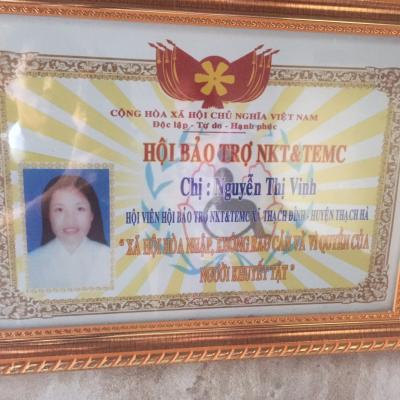 CỘNG HÒA XÃ HỘI CHỦ NGHĨA VIỆT NAM
Độc lập - Tự do - Hạnh phúc
HỘI BẢO TRỢ NKT&TEMC
Chị : Nguyễn Thị Vinh
HỘI VIÊN HỘI BẢO TRỢ NKT&TEMC XÃ THẠCH ĐỈNH - HUYỆN THẠCH HÀ
" XÃ HỘI HÒA NHẬP, KHÔNG RÀO CẢN VÀ VÌ QUYỀN CỦA
NGƯỜI KHUYẾT TẬT "